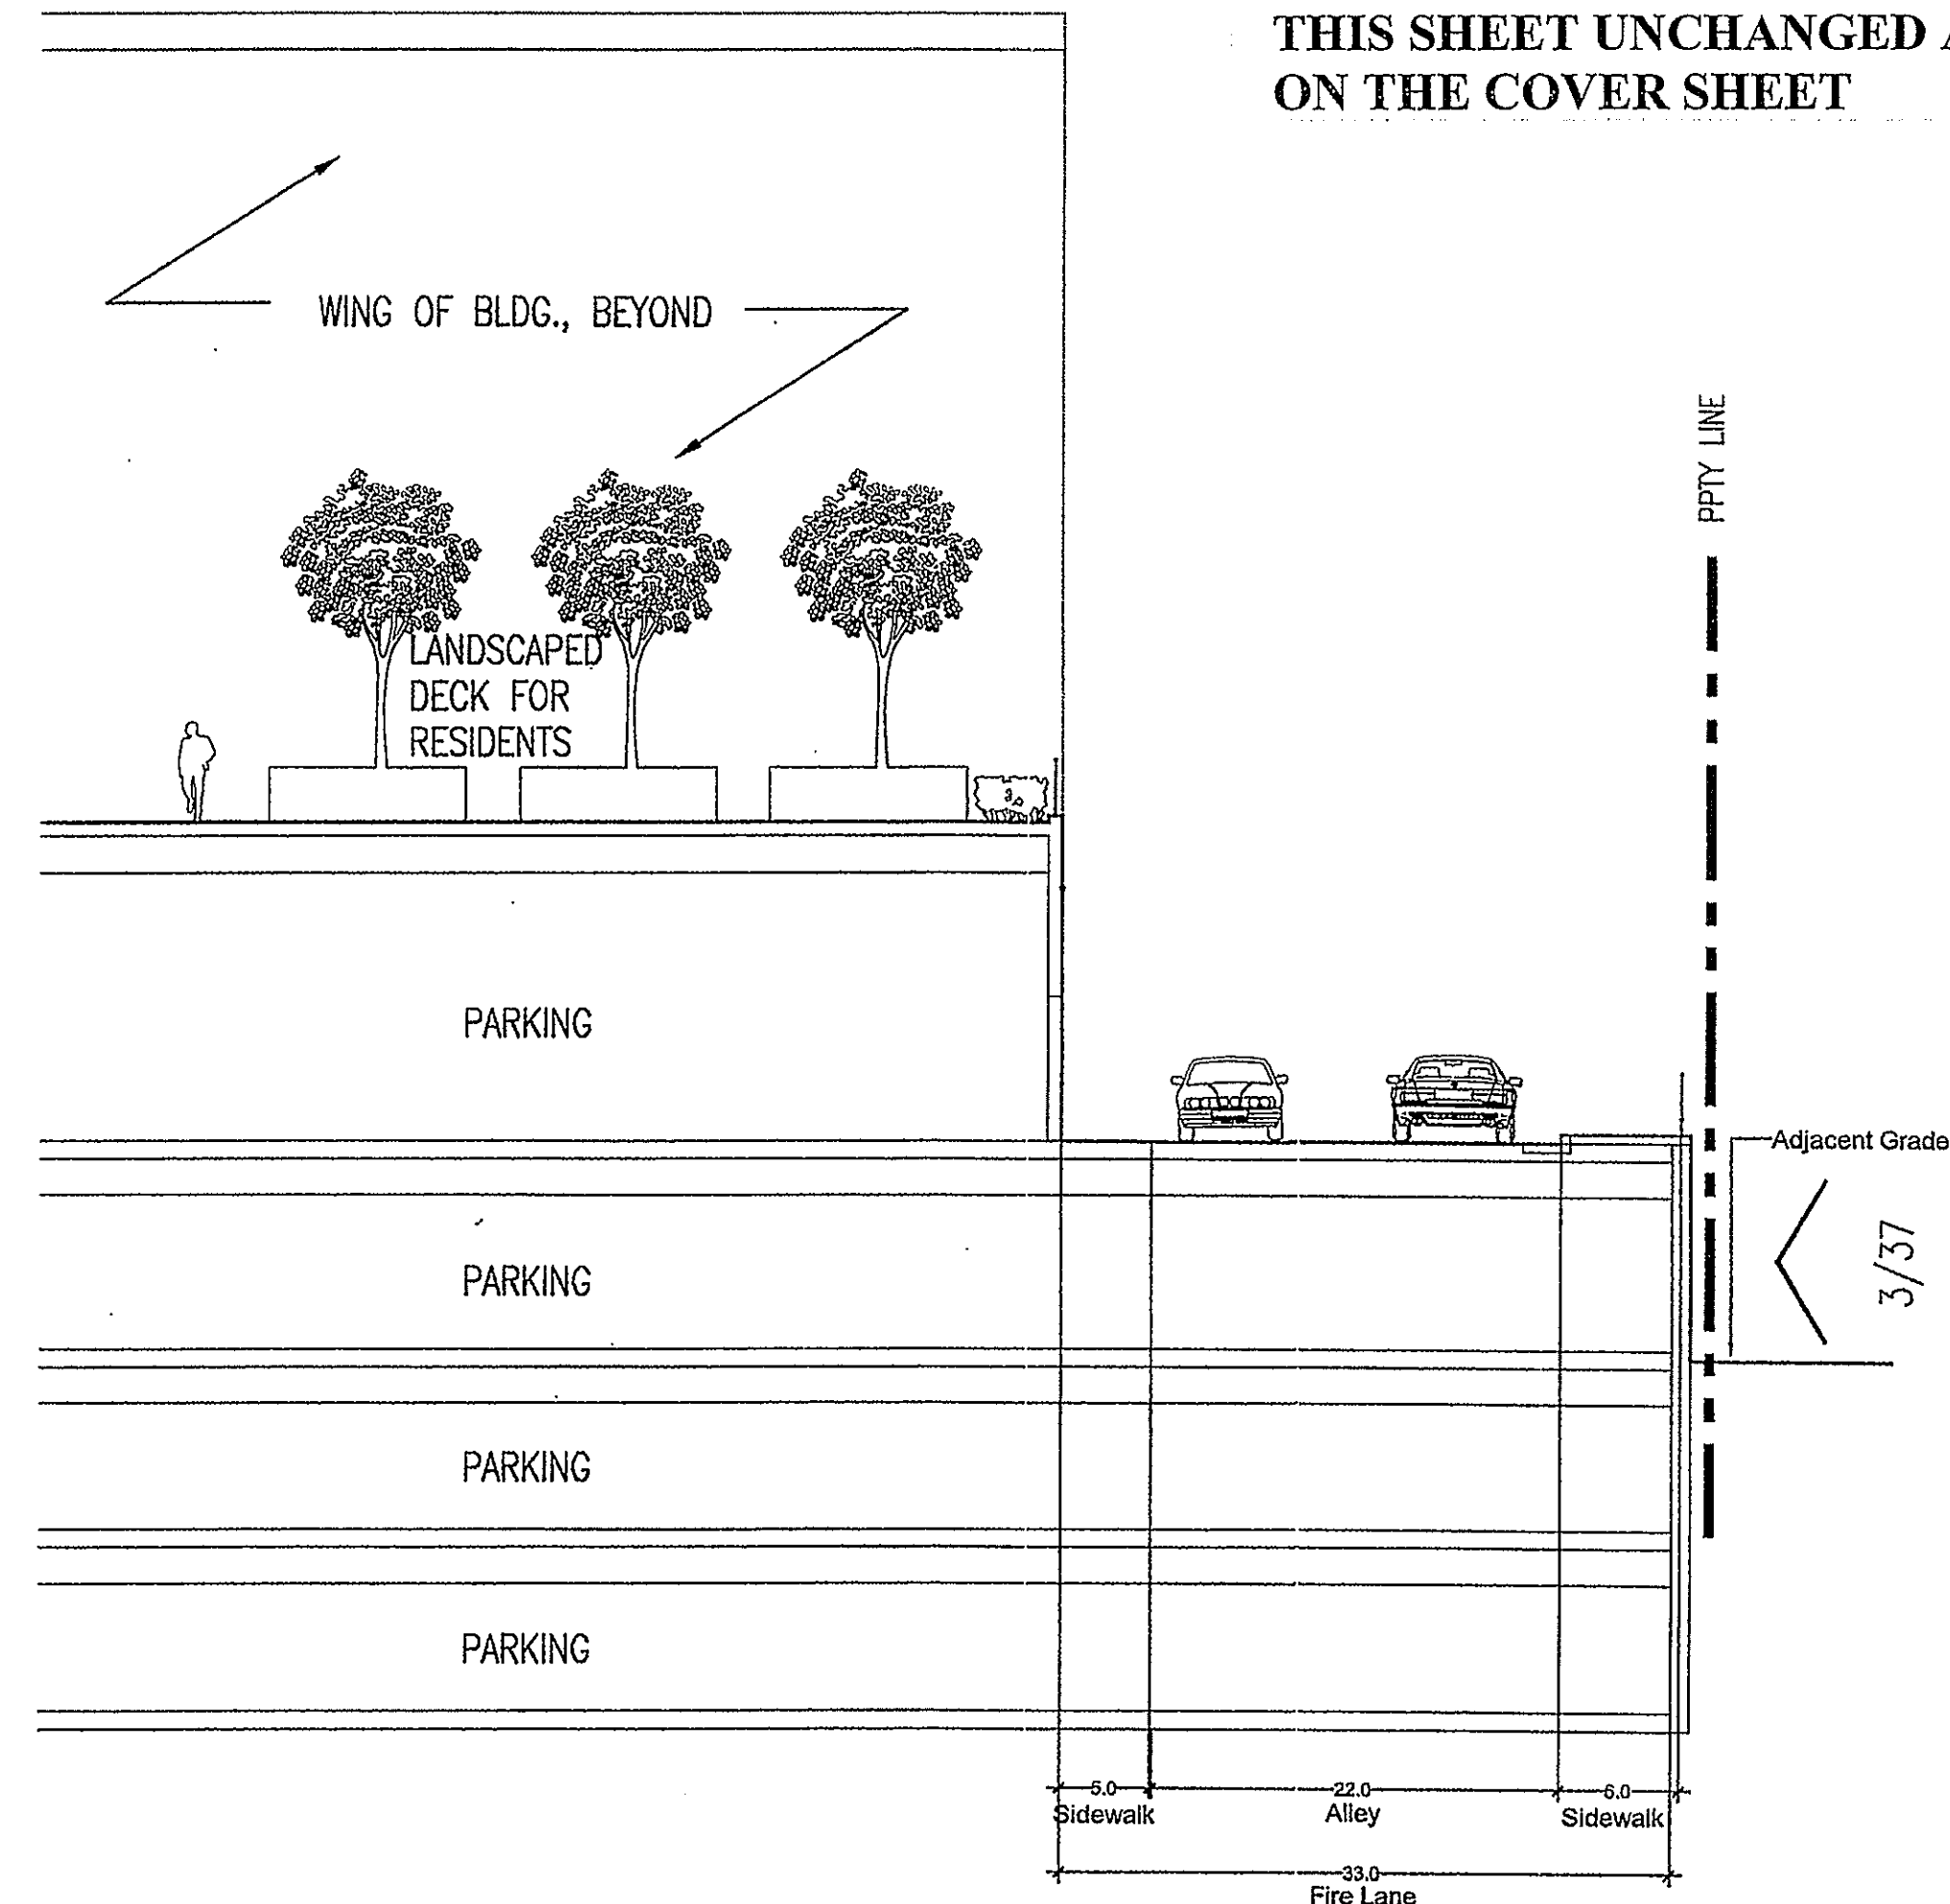 THIS SHEET UNCHANGED
ON THE COVER SHEET
WING OF BLDG., BEYOND
PPTY LINE
LANDSCAPED
DECK FOR
RESIDENTS
PARKING
Adjacent Grade
3/37
PARKING
PARKING
PARKING
5.0
Sidewalk
22.0
Alley
6.0
Sidewalk
33.0
Fire Lane